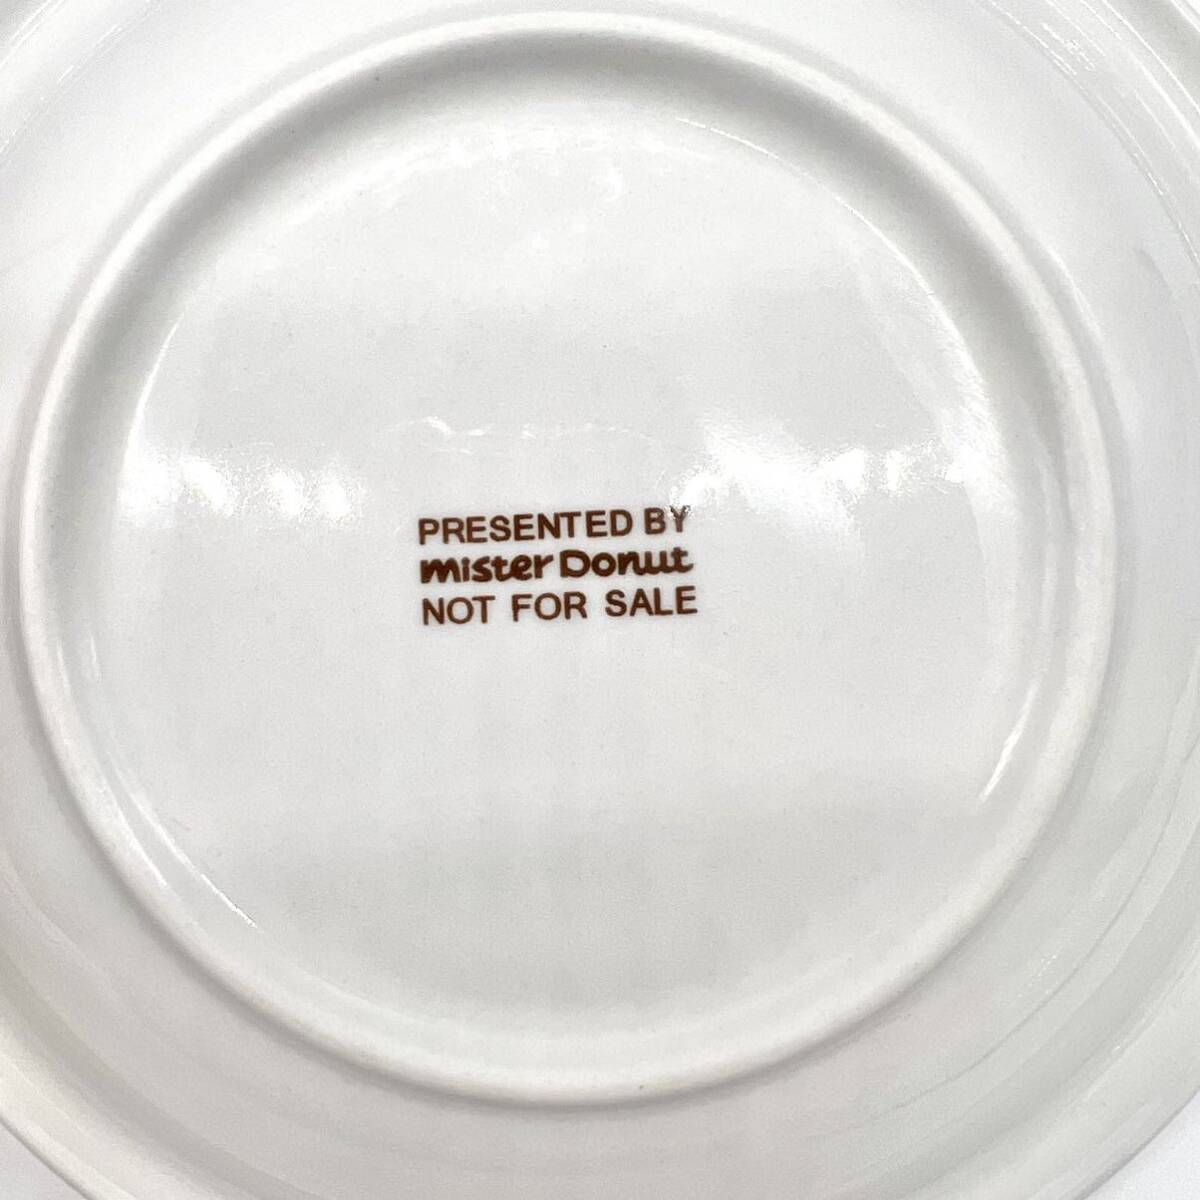 PRESENTED BY
mister Donut
NOT FOR SALE